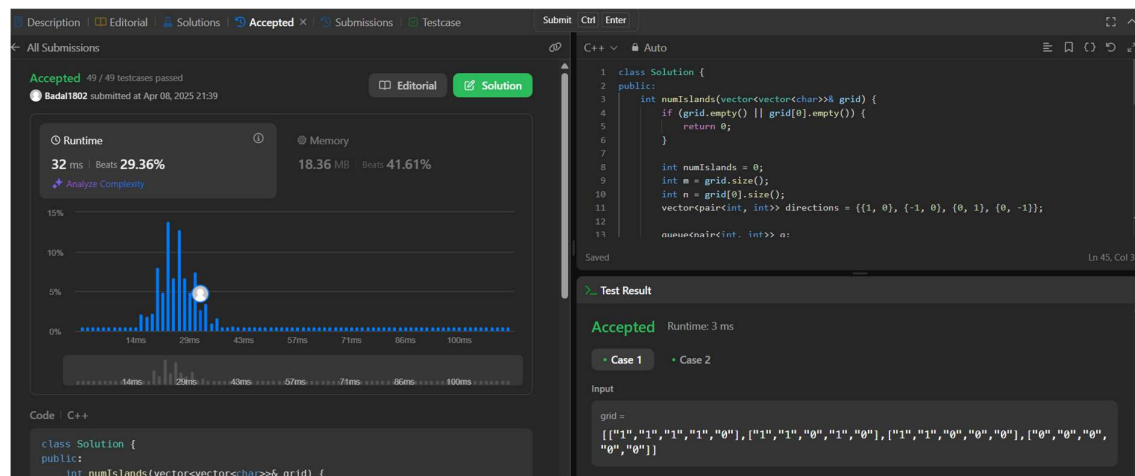 Description | Editorial | Solutions | Accepted × | Submissions | Testcase
Submit Ctrl Enter
← All Submissions
Accepted 49 / 49 testcases passed
Badal1802 submitted at Apr 08, 2025 21:39
Editorial
Solution
Runtime
32 ms | Beats 29.36%
Analyze Complexity
Memory
18.36 MB | Beats 41.61%
15%
10%
5%
0%
14ms 29ms 43ms 57ms 71ms 86ms 100ms
14ms 29ms 43ms 57ms 71ms 86ms 100ms
Code | C++
class Solution {
public:
int numIslands(vector<vector<char>>& grid) {
C++ Auto
1 class Solution {
2 public:
3 int numIslands(vector<vector<char>>& grid) {
4 if (grid.empty() || grid[0].empty()) {
5 return 0;
6 }
7
8 int numIslands = 0;
9 int m = grid.size();
10 int n = grid[0].size();
11 vector<pair<int, int>> directions = {{1, 0}, {-1, 0}, {0, 1}, {0, -1}};
12
13 queue<pair<int, int>> q;
Saved
Ln 45, Col 3
>_ Test Result
Accepted Runtime: 3 ms
• Case 1 • Case 2
Input
grid =
[["1","1","1","1","0"],["1","1","0","1","0"],["1","1","0","0","0"],["0","0","0",
"0","0"]]